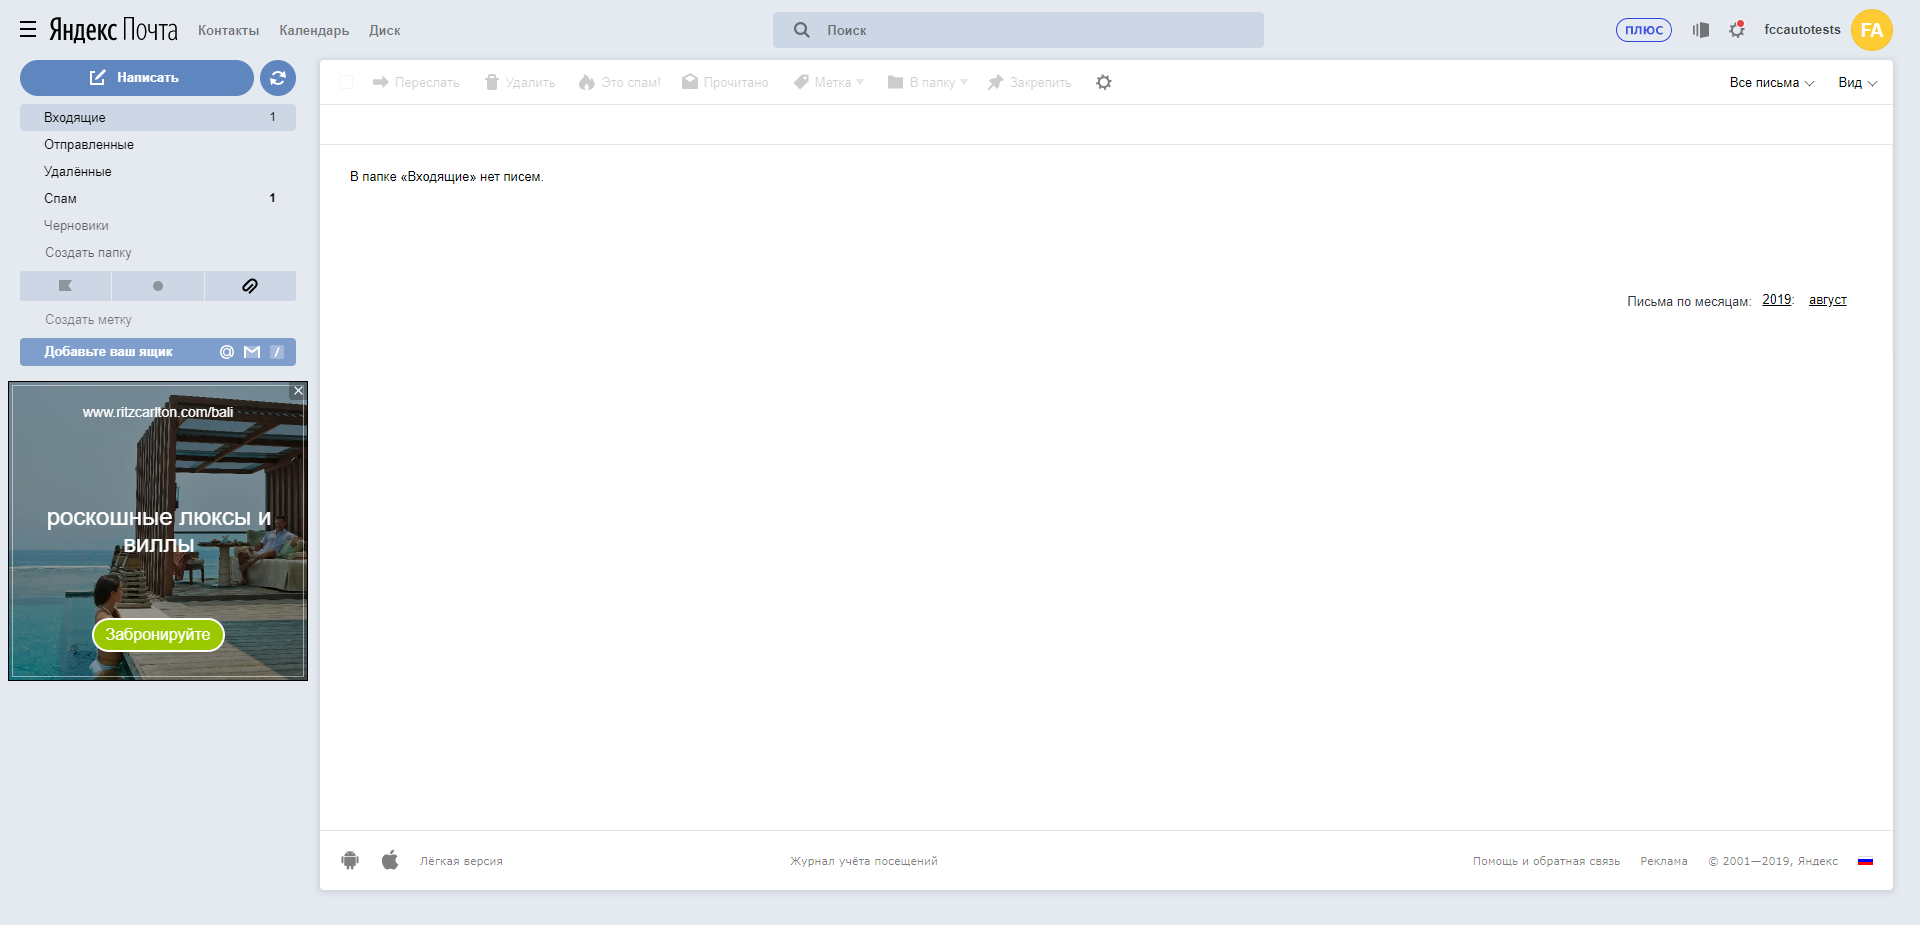 Яндекс Почта
Контакты Календарь Диск
Поиск
ПЛЮС
fccautotests
FA
Написать
Входящие 1
Отправленные
Удалённые
Спам 1
Черновики
Создать папку
Создать метку
Добавьте ваш ящик @
www.ritzcarlton.com/bali
роскошные люксы и
виллы
Забронируйте
Переслать Удалить Это спам! Прочитано Метка В папку Закрепить
Все письма Вид
В папке «Входящие» нет писем.
Письма по месяцам: 2019: август
Лёгкая версия
Журнал учёта посещений
Помощь и обратная связь Реклама © 2001—2019, Яндекс